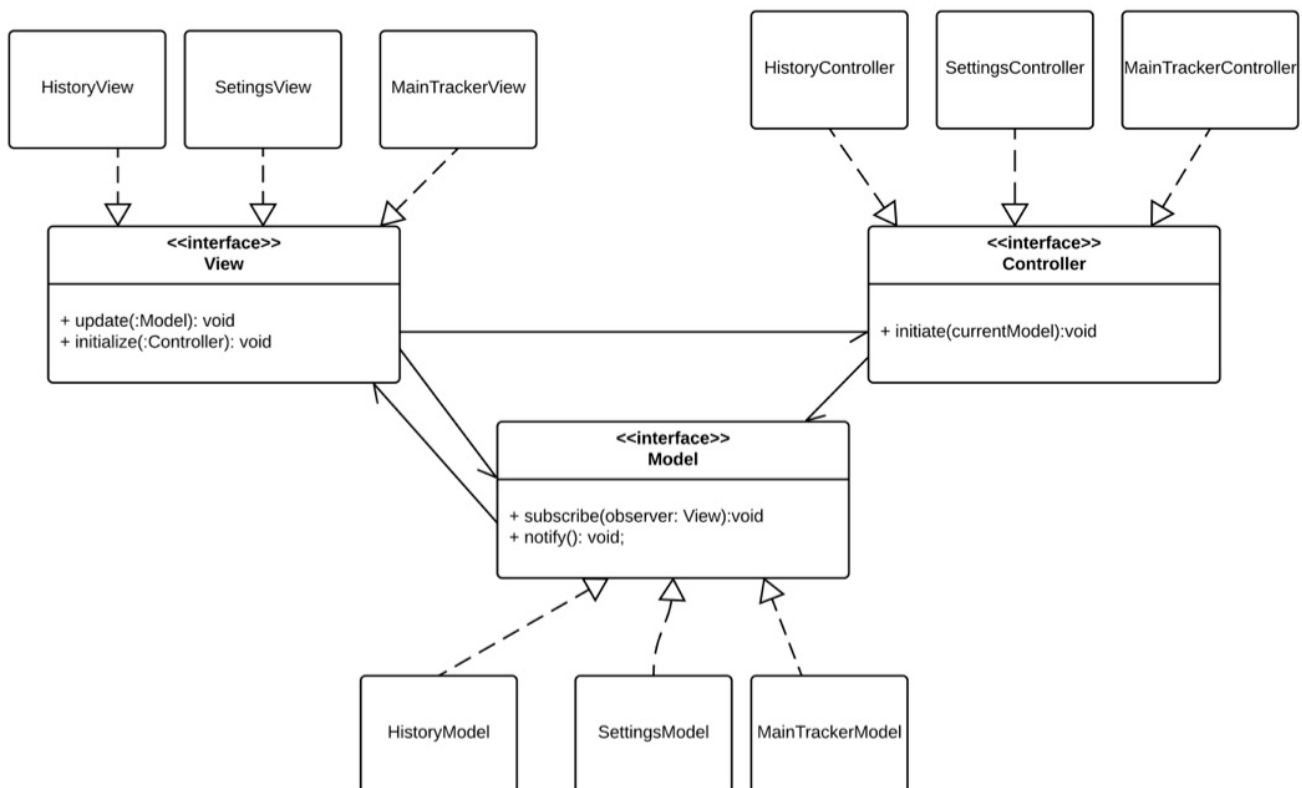 HistoryView
SetingsView
MainTrackerView
HistoryController
SettingsController
MainTrackerController
<<interface>>
View
+ update(:Model): void
+ initialize(:Controller): void
<<interface>>
Controller
+ initiate(currentModel):void
<<interface>>
Model
+ subscribe(observer: View):void
+ notify(): void;
HistoryModel
SettingsModel
MainTrackerModel